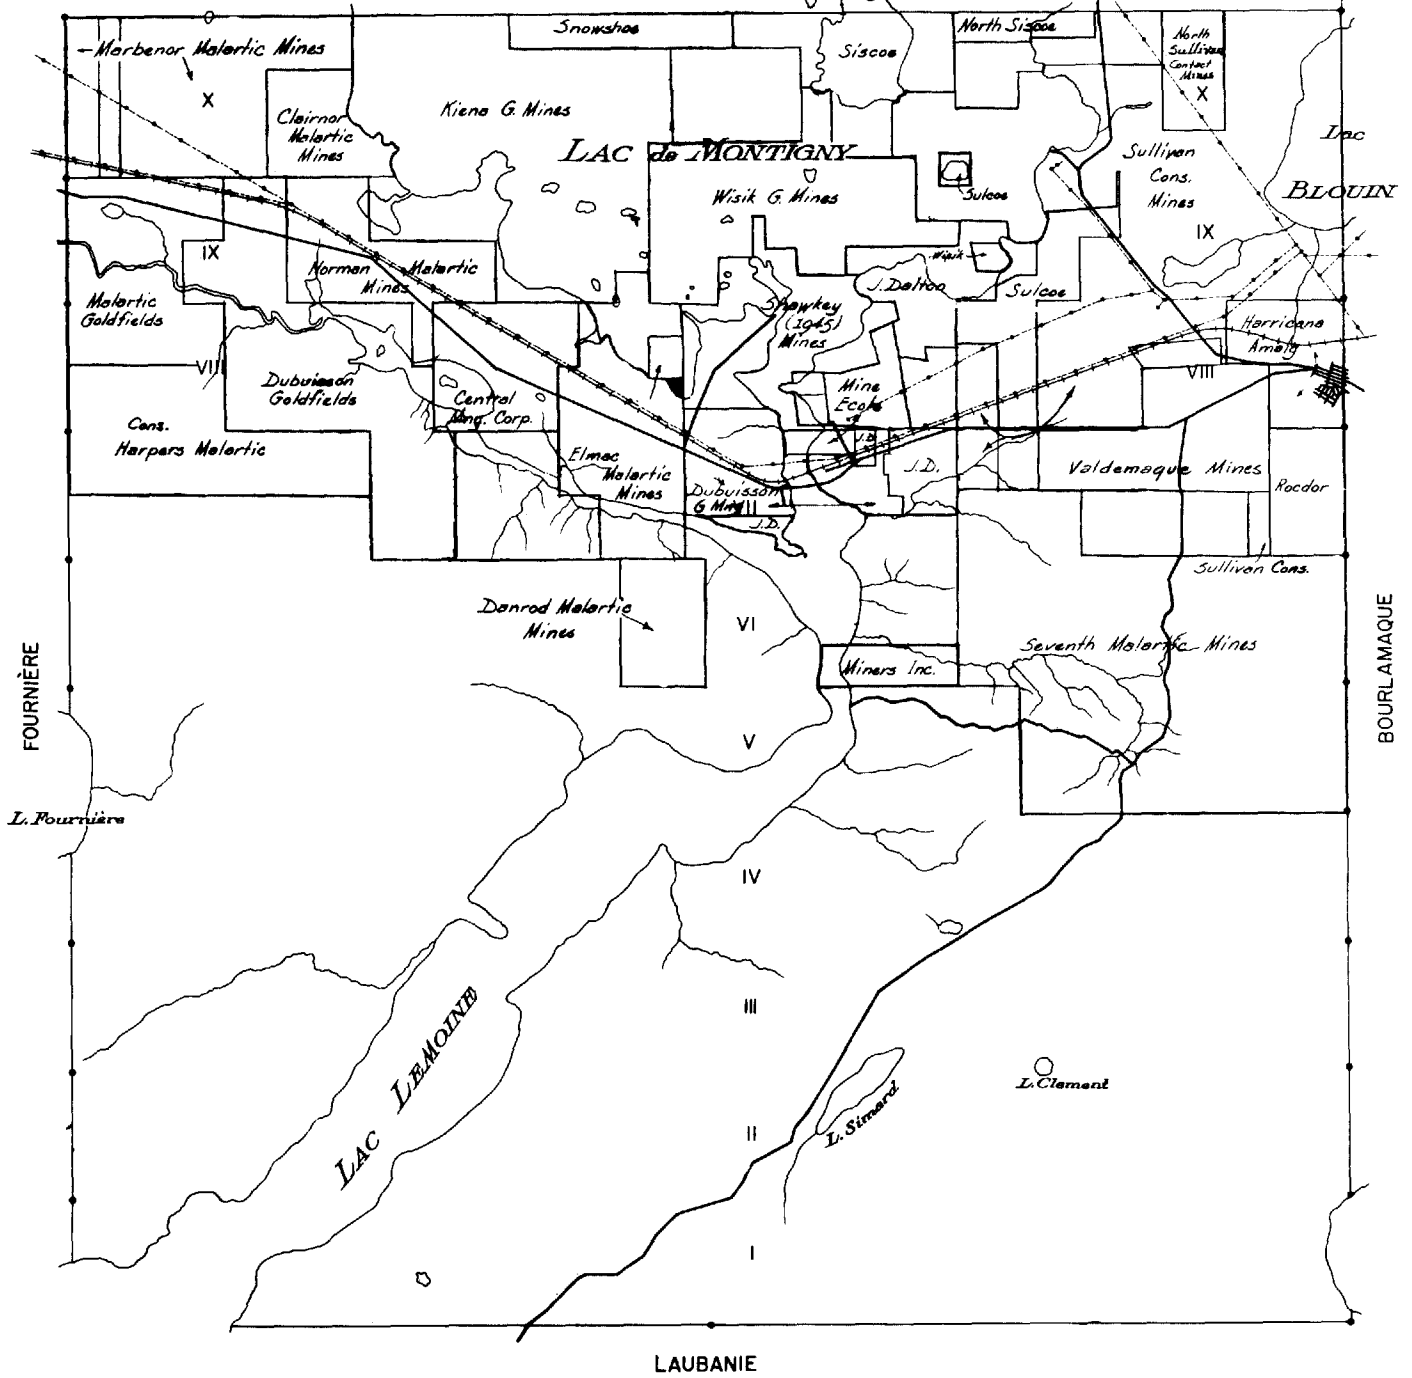 Snowshoe
North Siscoe
Marbenor Malartic Mines
Siscoe
North
Sullivan
Contact
Mines
X
X
Kiena G. Mines
Clairnor
Malartic
Mines
LAC de MONTIGNY
Lac
BLOUIN
Sullivan
Cons.
Mines
Wisik G. Mines
Sulcoe
IX
IX
Wisik
Norman Malartic
Mines
J. Dalton
Sulcoe
Malartic
Goldfields
Shawkey
(1945)
Mines
Harricana
Amalg
VIII
VIII
Dubuisson
Goldfields
Mine
Ecole
Central
Mng. Corp.
Cons.
Harpers Malartic
J.D.
Elmac
Malartic
Mines
J.D.
Valdemaque Mines
Rocdor
Dubuisson
G Mng
VII
J.D.
Sullivan Cons.
Danrod Malartic
Mines
VI
Seventh Malartic Mines
Miners Inc.
FOURNIÈRE
BOURLAMAQUE
V
L. Fournière
IV
III
LAC LEMOINE
L. Clement
L. Simard
II
I
LAUBANIE